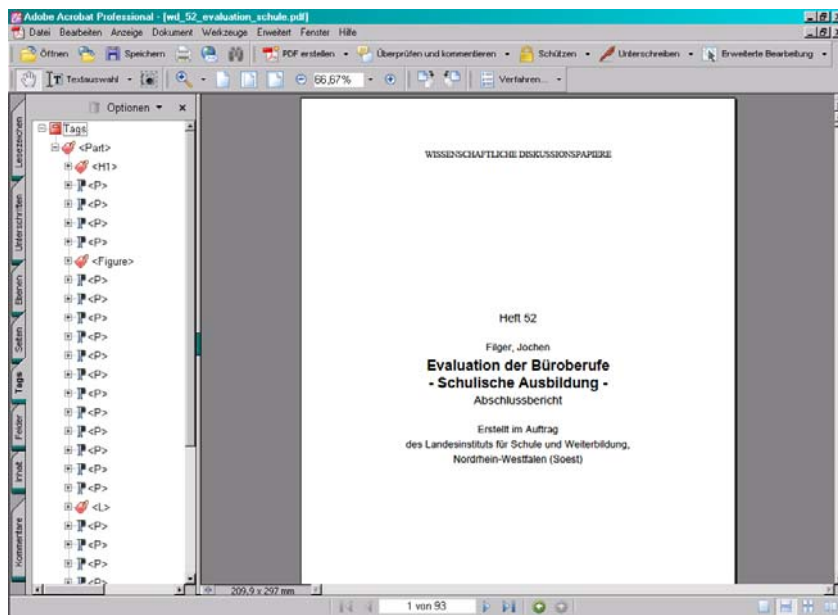 Adobe Acrobat Professional - [wd_52_evaluation_schule.pdf]
Datei Bearbeiten Anzeige Dokument Werkzeuge Erweitert Fenster Hilfe
Öffnen Speichern PDF erstellen Überprüfen und kommentieren Schützen Unterschreiben Erweiterte Bearbeitung
Textauswahl 66,67% Verfahren...
Optionen
Tags
<Part>
<H1>
<P>
<P>
<P>
<P>
<Figure>
<P>
<P>
<P>
<P>
<P>
<P>
<P>
<P>
<P>
<P>
<P>
<P>
<L>
<P>
<P>
<P>
<P>
Lesezeichen
Unterschriften
Ebenen
Seiten
Tags
Felder
Inhalt
Kommentare
WISSENSCHAFTLICHE DISKUSSIONSPAPIERE
Heft 52
Filger, Jochen
Evaluation der Büroberufe
- Schulische Ausbildung -
Abschlussbericht
Erstellt im Auftrag
des Landesinstituts für Schule und Weiterbildung,
Nordrhein-Westfalen (Soest)
209,9 x 297 mm
1 von 93